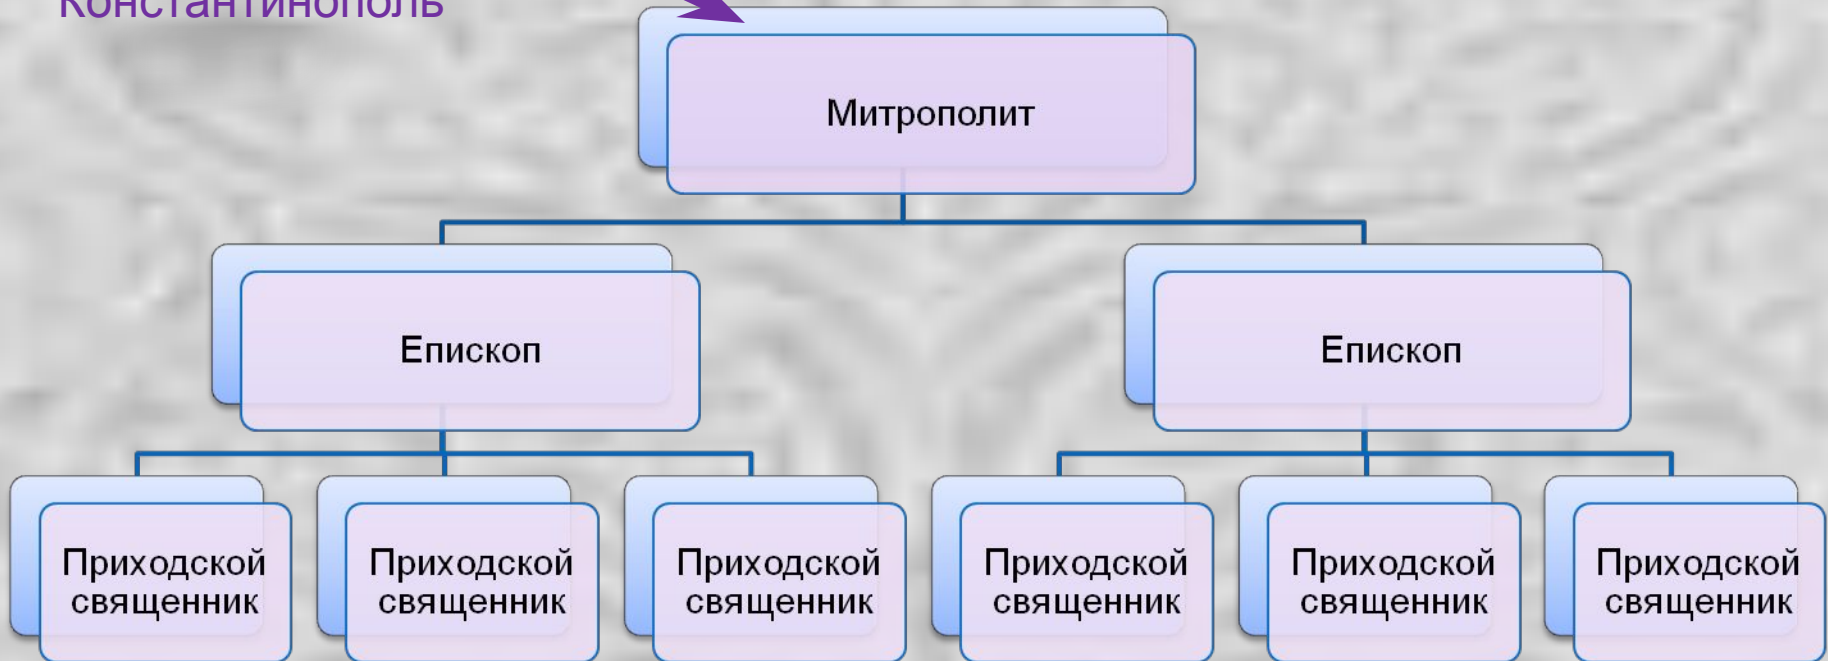 Константинополь
Митрополит
Епископ
Епископ
Приходской
священник
Приходской
священник
Приходской
священник
Приходской
священник
Приходской
священник
Приходской
священник